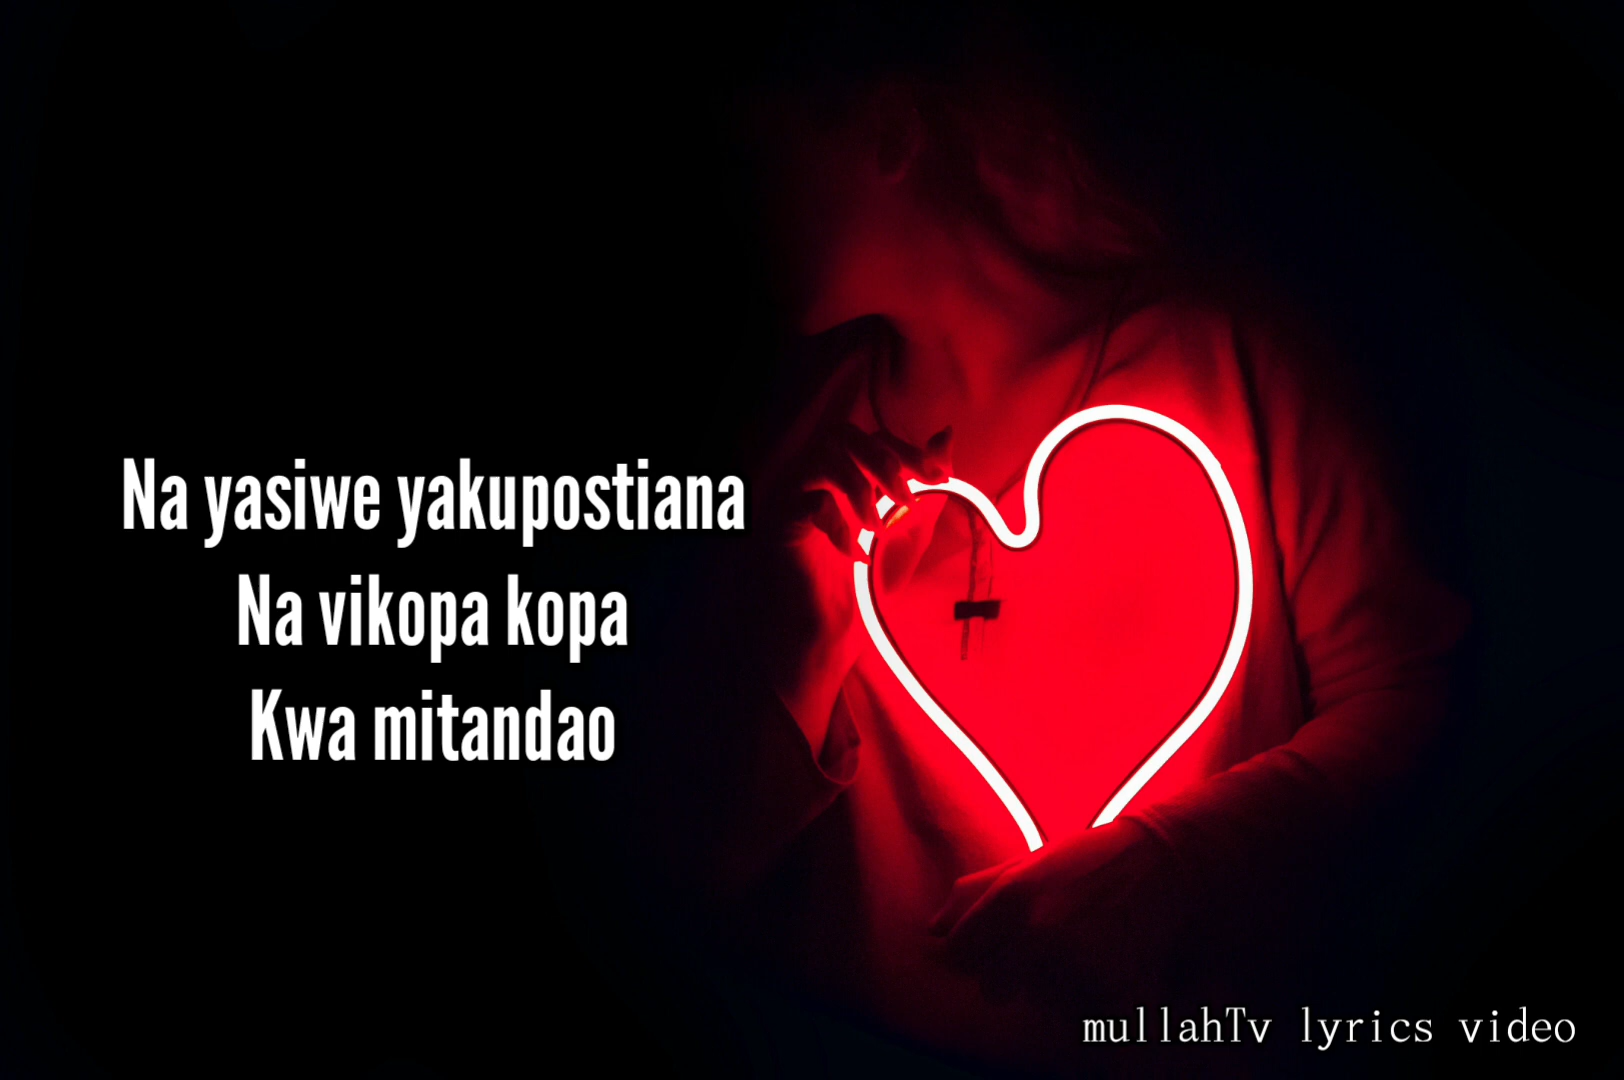 Na yasiwe yakupostiana
Na vikopa kopa
Kwa mitandao
mullahTv lyrics video